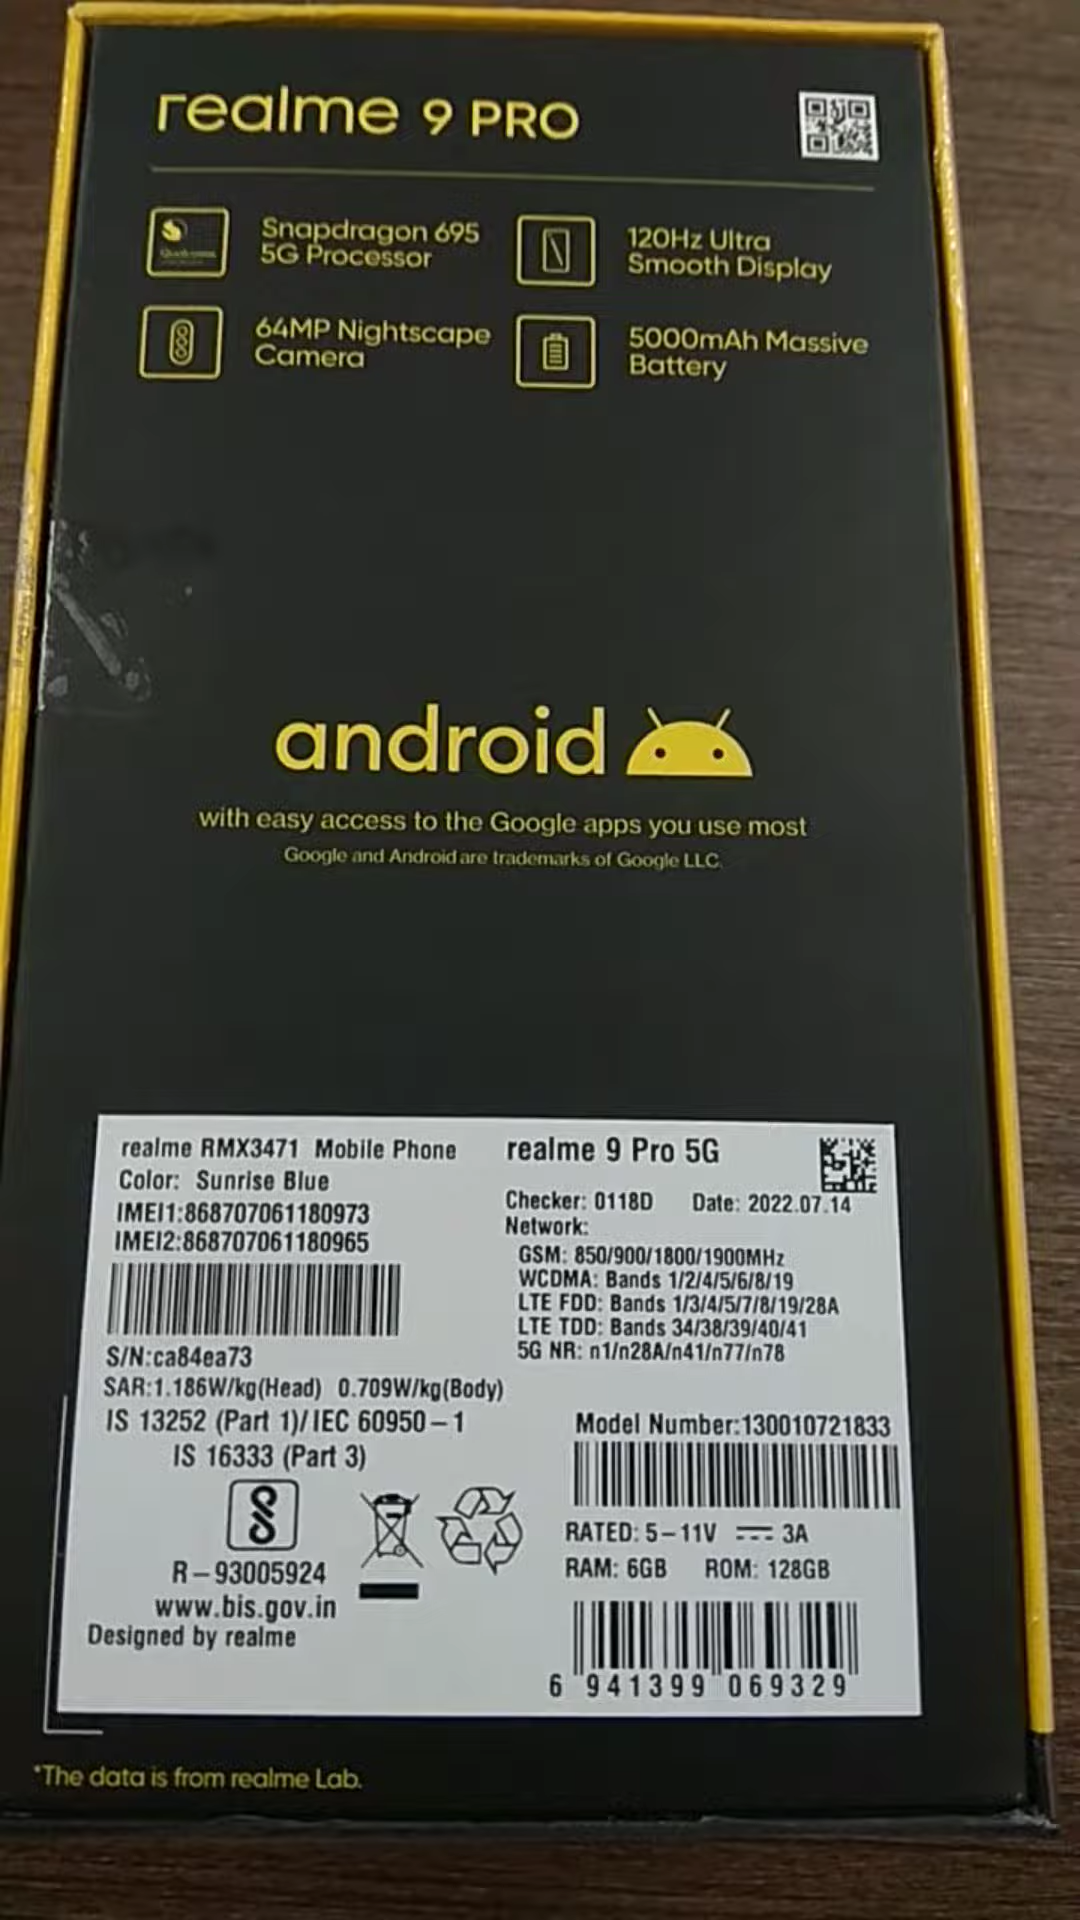 realme 9 PRO
Snapdragon 695
5G Processor
120Hz Ultra
Smooth Display
64MP Nightscape
Camera
5000mAh Massive
Battery
android
with easy access to the Google apps you use most
Google and Android are trademarks of Google LLC.
realme RMX3471 Mobile Phone
Color: Sunrise Blue
IMEI1:868707061180973
IMEI2:868707061180965
S/N:ca84ea73
SAR:1.186W/kg(Head) 0.709W/kg(Body)
IS 13252 (Part 1)/IEC 60950-1
IS 16333 (Part 3)
R-93005924
www.bis.gov.in
Designed by realme
realme 9 Pro 5G
Checker: 0118D Date: 2022.07.14
Network:
GSM: 850/900/1800/1900MHz
WCDMA: Bands 1/2/4/5/6/8/19
LTE FDD: Bands 1/3/4/5/7/8/19/28A
LTE TDD: Bands 34/38/39/40/41
5G NR: n1/n28A/n41/n77/n78
Model Number:130010721833
RATED: 5-11V 3A
RAM: 6GB ROM: 128GB
6 941399 069329
*The data is from realme Lab.